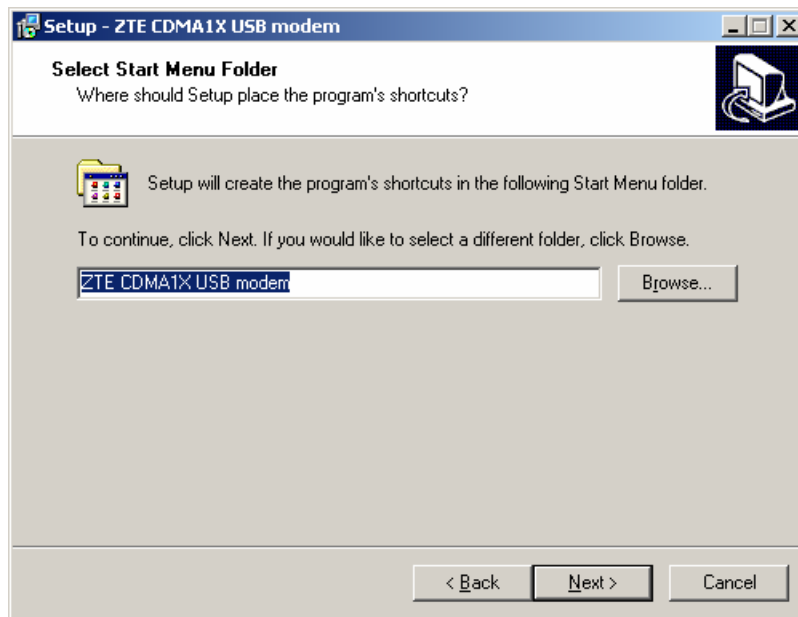 Setup - ZTE CDMA1X USB modem
Select Start Menu Folder
Where should Setup place the program's shortcuts?
Setup will create the program's shortcuts in the following Start Menu folder.
To continue, click Next. If you would like to select a different folder, click Browse.
ZTE CDMA1X USB modem
Browse...
< Back
Next >
Cancel